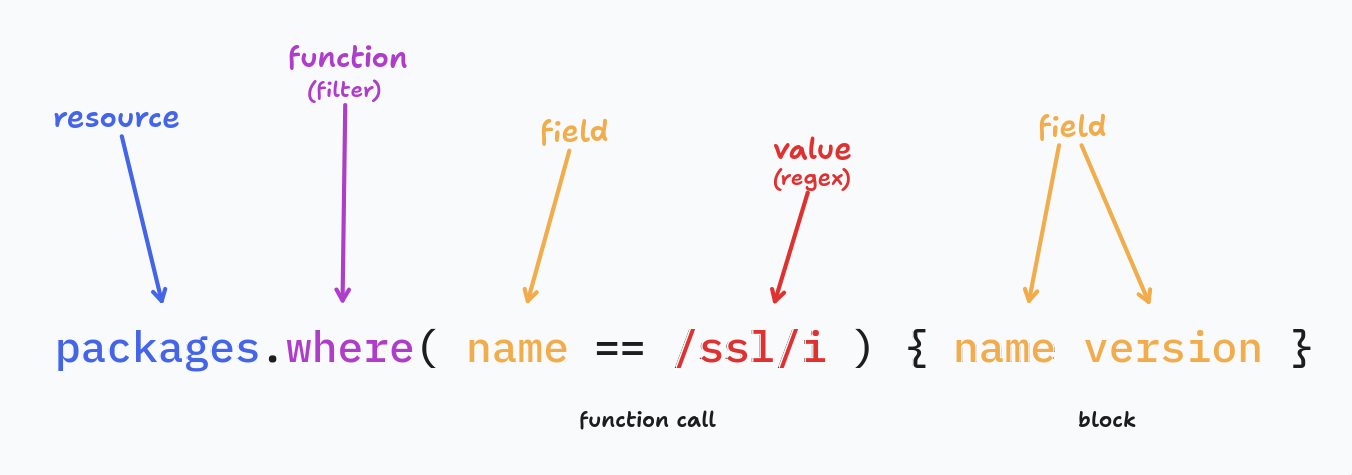 function
(filter)
resource
field
value
(regex)
field
packages.where( name == /ssl/i ) { name version }
function call
block